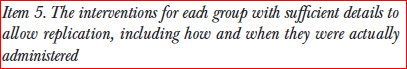 Item 5. The interventions for each group with sufficient details to
allow replication, including how and when they were actually
administered